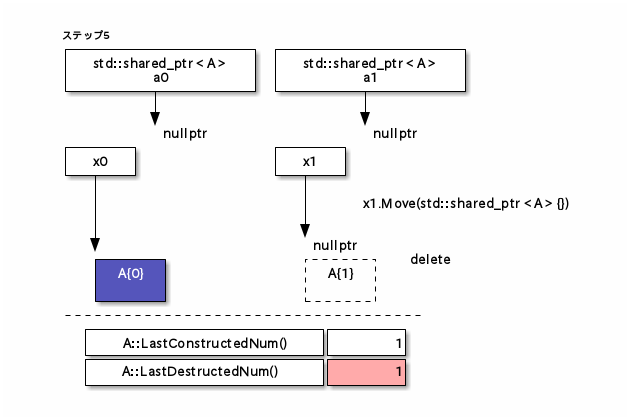 ステップ5
std::shared_ptr < A >
a0
std::shared_ptr < A >
a1
nullptr
nullptr
x0
x1
x1.Move(std::shared_ptr < A > {})
nullptr
A{0}
A{1}
delete
A::LastConstructedNum()
1
A::LastDestructedNum()
1